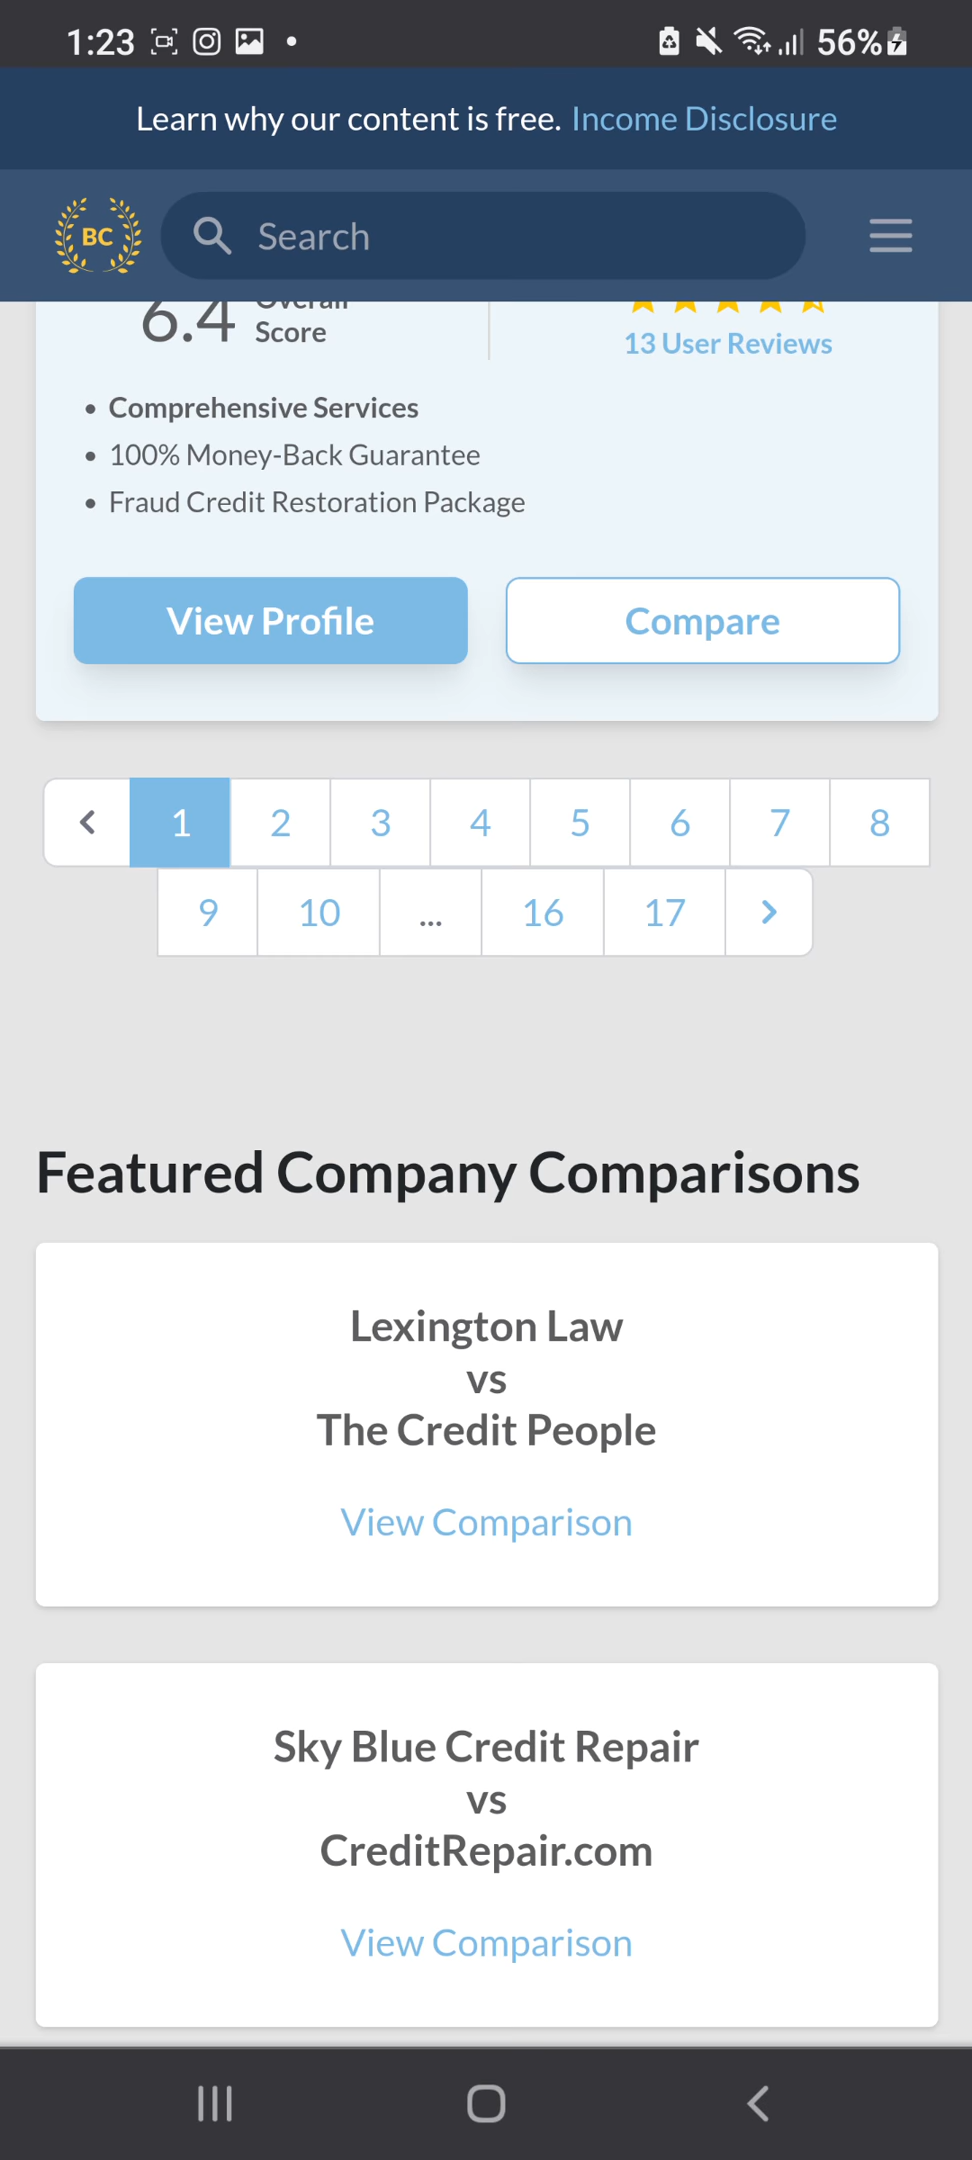 1:23
56%
Learn why our content is free. Income Disclosure
BC
Search
6.4 Overall
Score
13 User Reviews
• Comprehensive Services
• 100% Money-Back Guarantee
• Fraud Credit Restoration Package
View Profile
Compare
1 2 3 4 5 6 7 8
9 10 ... 16 17
Featured Company Comparisons
Lexington Law
vs
The Credit People
View Comparison
Sky Blue Credit Repair
vs
CreditRepair.com
View Comparison